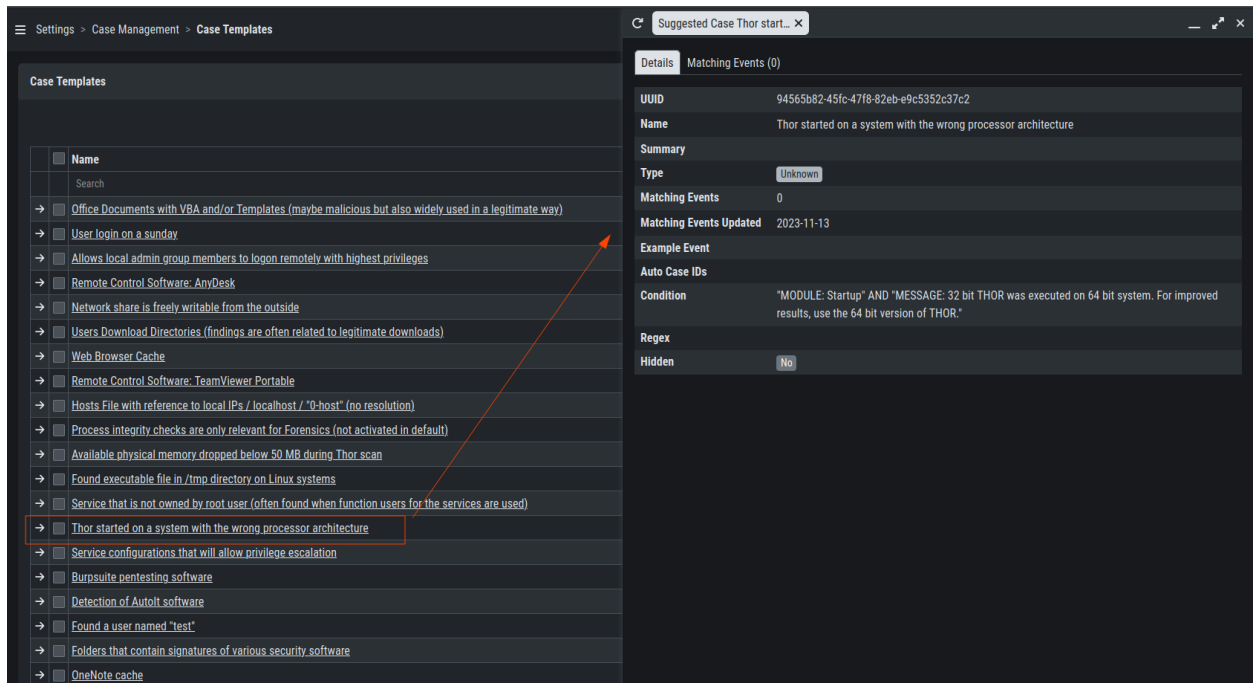 Settings > Case Management > Case Templates
Case Templates
Name
Search
Office Documents with VBA and/or Templates (maybe malicious but also widely used in a legitimate way)
User login on a sunday
Allows local admin group members to logon remotely with highest privileges
Remote Control Software: AnyDesk
Network share is freely writable from the outside
Users Download Directories (findings are often related to legitimate downloads)
Web Browser Cache
Remote Control Software: TeamViewer Portable
Hosts File with reference to local IPs / localhost / "0-host" (no resolution)
Process integrity checks are only relevant for Forensics (not activated in default)
Available physical memory dropped below 50 MB during Thor scan
Found executable file in /tmp directory on Linux systems
Service that is not owned by root user (often found when function users for the services are used)
Thor started on a system with the wrong processor architecture
Service configurations that will allow privilege escalation
Burpsuite pentesting software
Detection of AutoIt software
Found a user named "test"
Folders that contain signatures of various security software
OneNote cache
Suggested Case Thor start...
Details Matching Events (0)
UUID 94565b82-45fc-47f8-82eb-e9c5352c37c2
Name Thor started on a system with the wrong processor architecture
Summary
Type Unknown
Matching Events 0
Matching Events Updated 2023-11-13
Example Event
Auto Case IDs
Condition "MODULE: Startup" AND "MESSAGE: 32 bit THOR was executed on 64 bit system. For improved
results, use the 64 bit version of THOR."
Regex
Hidden No